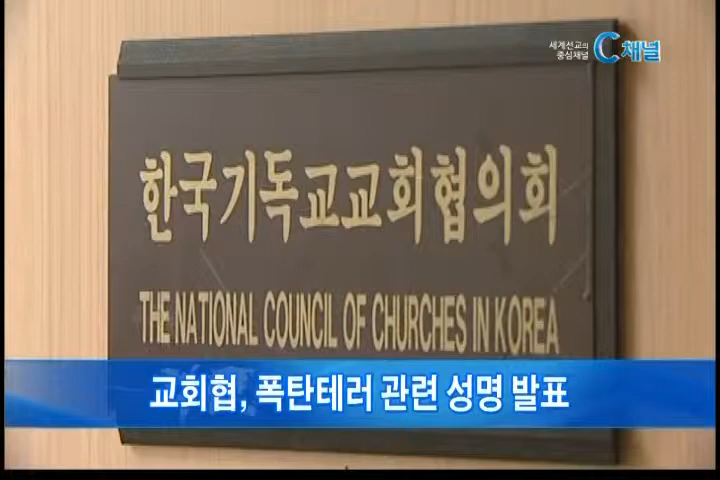 세계선교의
중심채널
C채널
한국기독교교회협의회
THE NATIONAL COUNCIL OF CHURCHES IN KOREA
교회협, 폭탄테러 관련 성명 발표